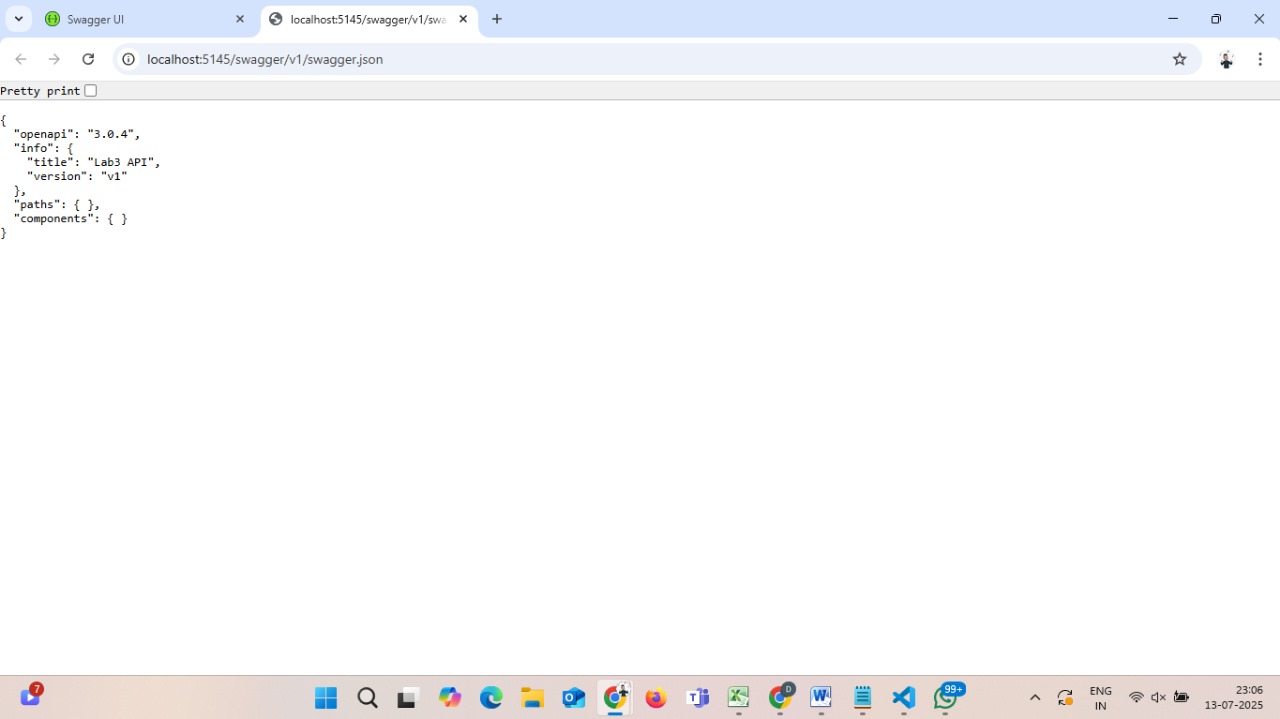 Swagger UI
localhost:5145/swagger/v1/swa
localhost:5145/swagger/v1/swagger.json
Pretty print
{
"openapi": "3.0.4",
"info": {
"title": "Lab3 API",
"version": "v1"
},
"paths": { },
"components": { }
}
7
D
99+
ENG
IN
23:06
13-07-2025